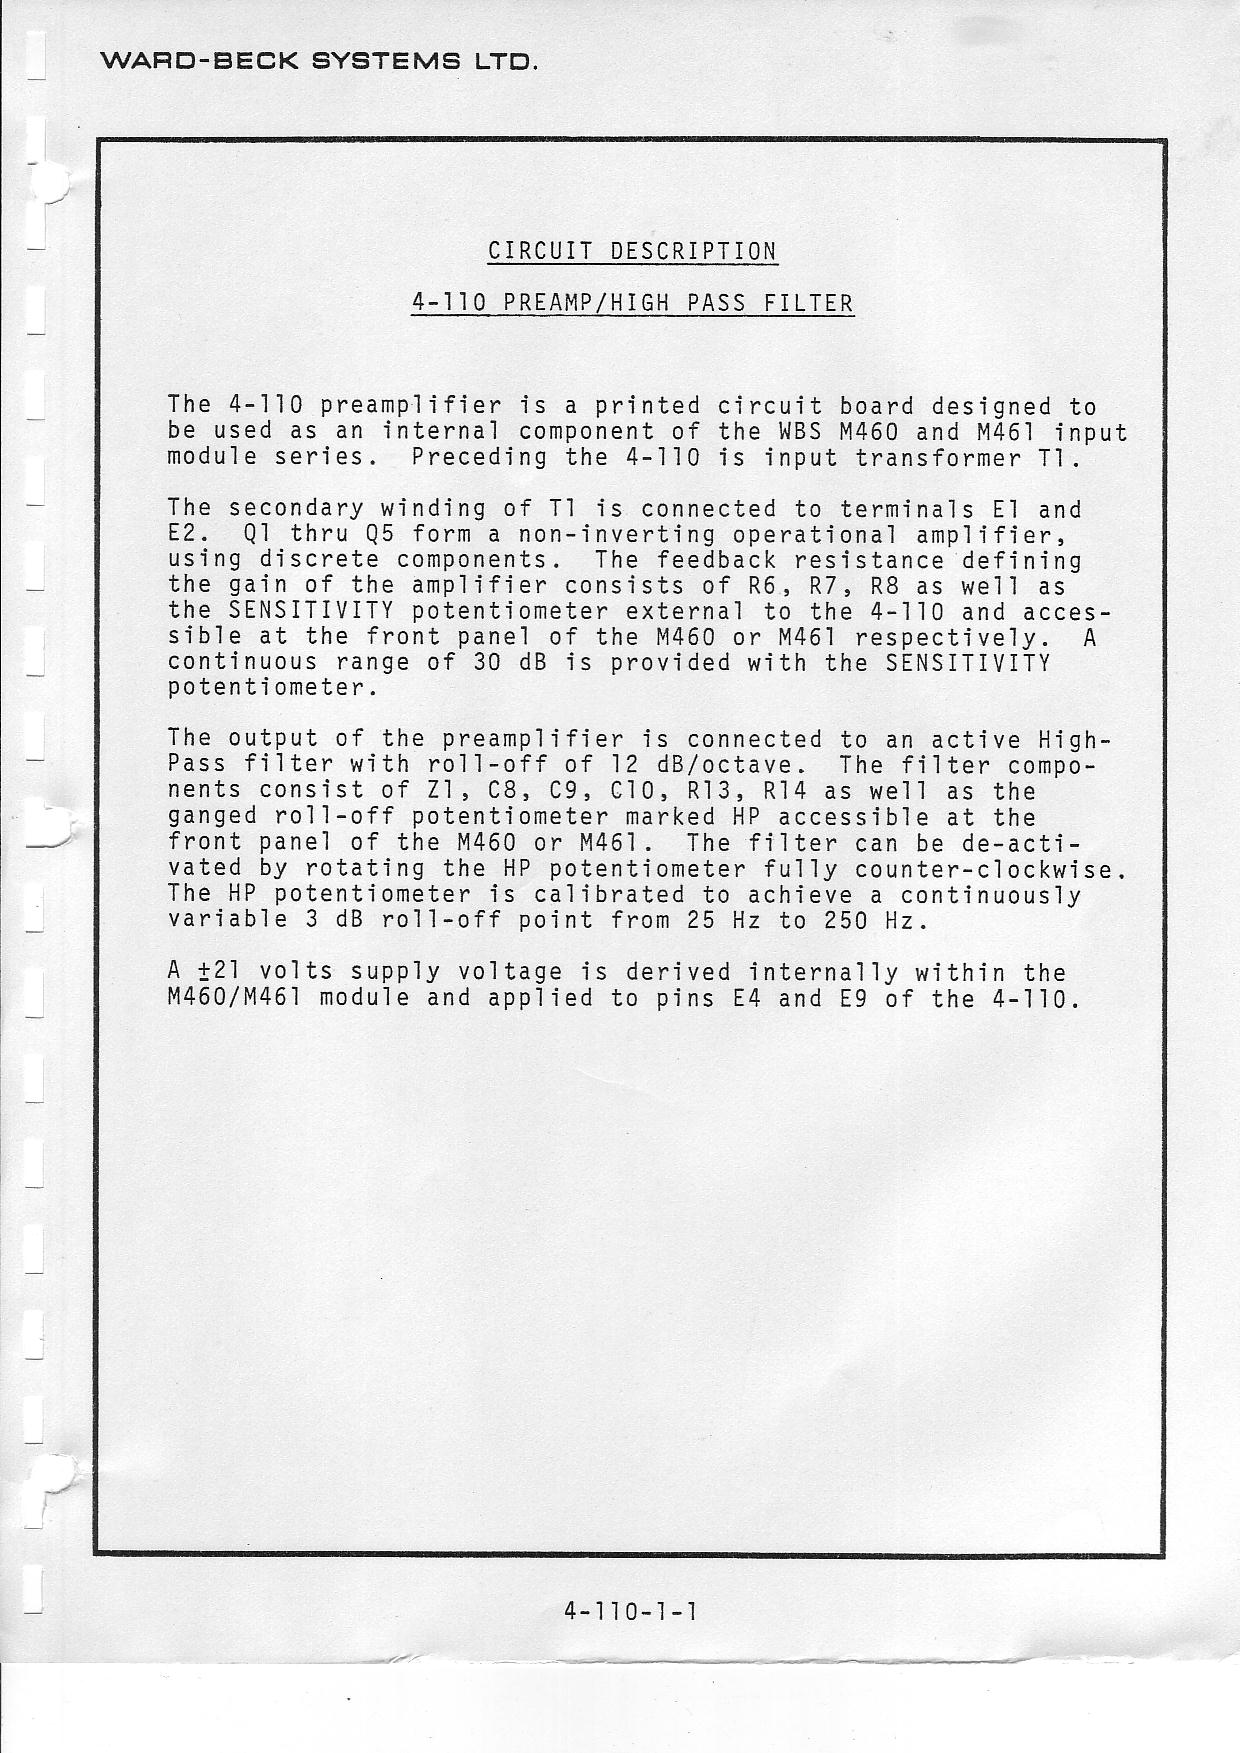 WARD-BECK SYSTEMS LTD.
CIRCUIT DESCRIPTION
4-110 PREAMP/HIGH PASS FILTER
The 4-110 preamplifier is a printed circuit board designed to
be used as an internal component of the WBS M460 and M461 input
module series. Preceding the 4-110 is input transformer T1.
The secondary winding of T1 is connected to terminals E1 and
E2. Q1 thru Q5 form a non-inverting operational amplifier,
using discrete components. The feedback resistance defining
the gain of the amplifier consists of R6, R7, R8 as well as
the SENSITIVITY potentiometer external to the 4-110 and acces-
sible at the front panel of the M460 or M461 respectively. A
continuous range of 30 dB is provided with the SENSITIVITY
potentiometer.
The output of the preamplifier is connected to an active High-
Pass filter with roll-off of 12 dB/octave. The filter compo-
nents consist of Z1, C8, C9, C10, R13, R14 as well as the
ganged roll-off potentiometer marked HP accessible at the
front panel of the M460 or M461. The filter can be de-acti-
vated by rotating the HP potentiometer fully counter-clockwise.
The HP potentiometer is calibrated to achieve a continuously
variable 3 dB roll-off point from 25 Hz to 250 Hz.
A ±21 volts supply voltage is derived internally within the
M460/M461 module and applied to pins E4 and E9 of the 4-110.
4-110-1-1